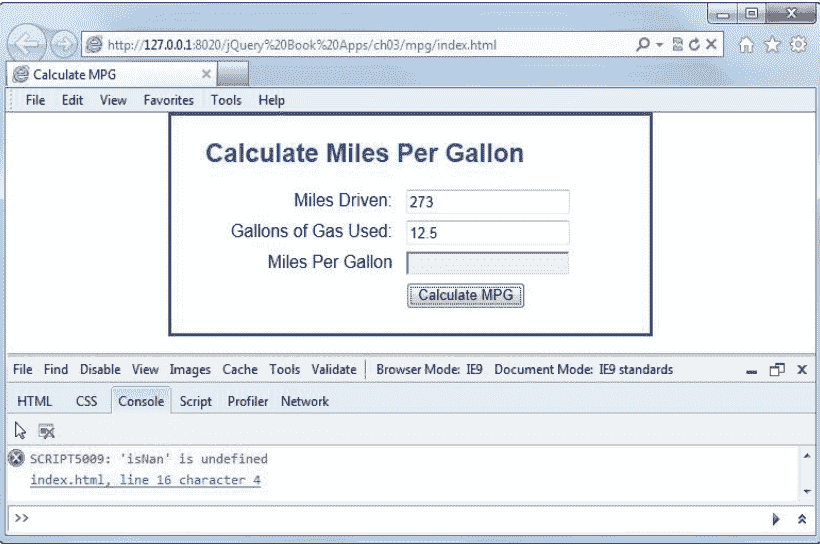 http://127.0.0.1:8020/jQuery%20Book%20Apps/ch03/mpg/index.html
Calculate MPG
File Edit View Favorites Tools Help
Calculate Miles Per Gallon
Miles Driven: 273
Gallons of Gas Used: 12.5
Miles Per Gallon
Calculate MPG
File Find Disable View Images Cache Tools Validate Browser Mode: IE9 Document Mode: IE9 standards
HTML CSS Console Script Profiler Network
SCRIPT5009: 'isNan' is undefined
index.html, line 16 character 4
>>